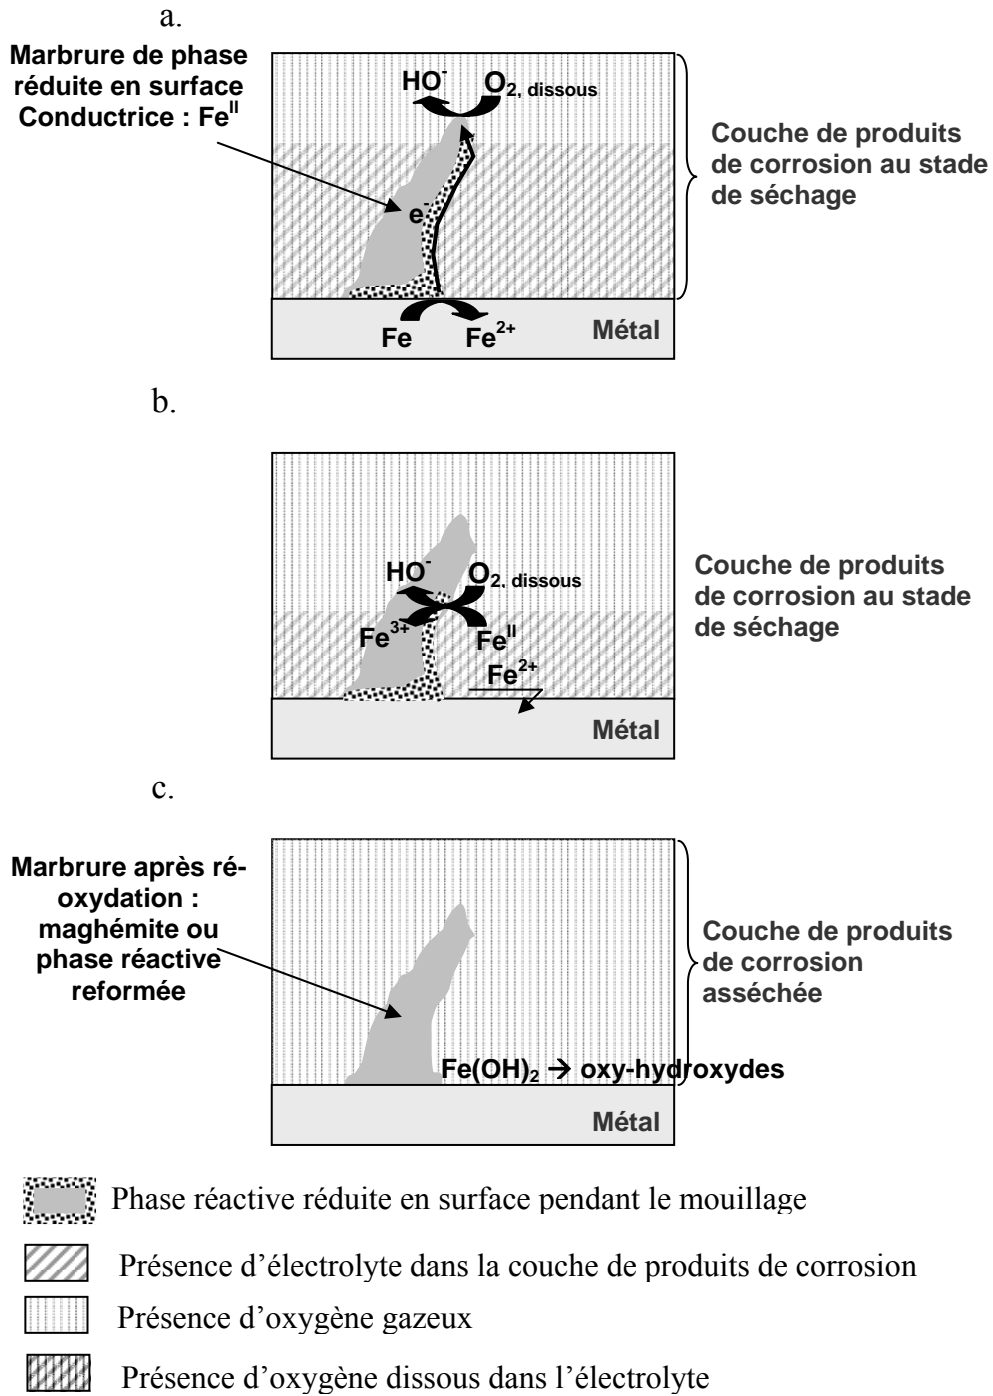 a.
Marbrure de phase
réduite en surface
Conductrice : Feᴵᴵ
HO⁻
O₂, dissous
e⁻
Fe
Fe²⁺
Métal
Couche de produits
de corrosion au stade
de séchage
b.
HO⁻
O₂, dissous
Fe³⁺
Feᴵᴵ
Fe²⁺
Métal
Couche de produits
de corrosion au stade
de séchage
c.
Marbrure après ré-
oxydation :
maghémite ou
phase réactive
reformée
Fe(OH)₂ → oxy-hydroxydes
Métal
Couche de produits
de corrosion
asséchée
Phase réactive réduite en surface pendant le mouillage
Présence d’électrolyte dans la couche de produits de corrosion
Présence d’oxygène gazeux
Présence d’oxygène dissous dans l’électrolyte